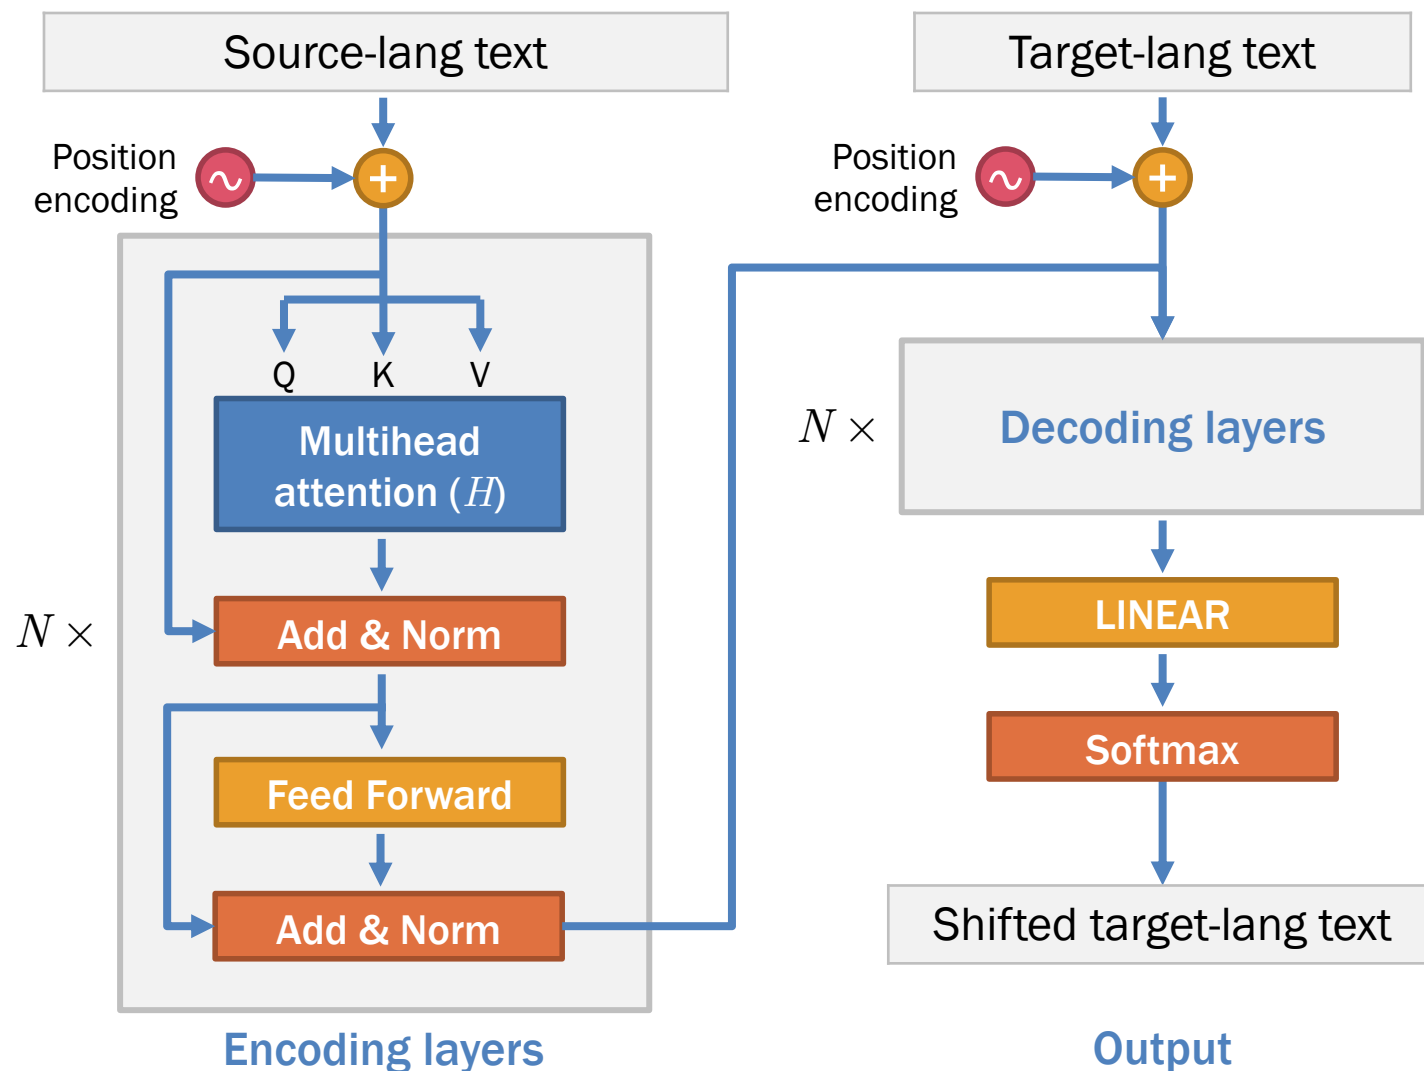 Source-lang text
Position
encoding
+
Q K V
Multihead
attention (H)
Add & Norm
N ×
Feed Forward
Add & Norm
Encoding layers
Target-lang text
Position
encoding
+
N ×
Decoding layers
LINEAR
Softmax
Shifted target-lang text
Output